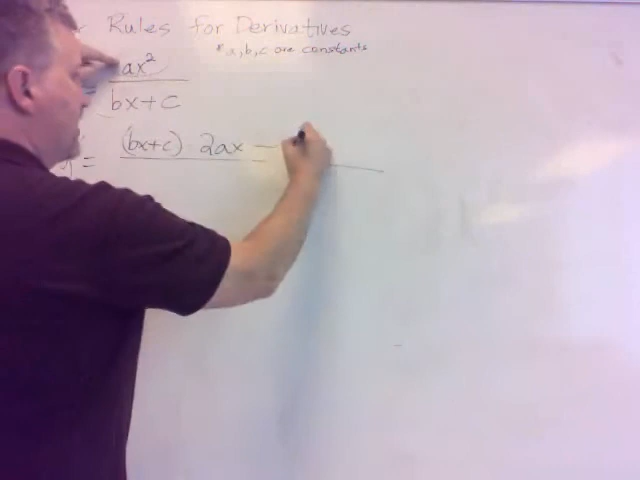 Rules for Derivatives
*a,b,c are constants
ax²
bx+c
y' = (bx+c) 2ax -